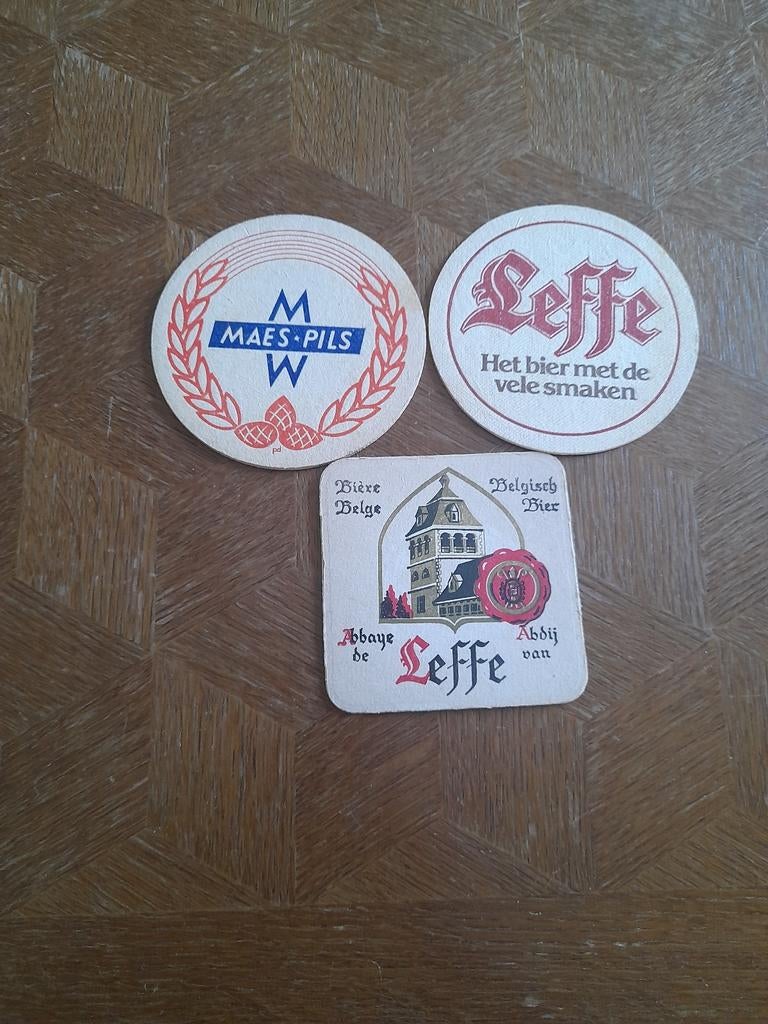 M
MAES·PILS
W
pd
Leffe
Het bier met de
vele smaken
Bière
Belge
Belgisch
Bier
Abbaye
de
Abdij
van
Leffe